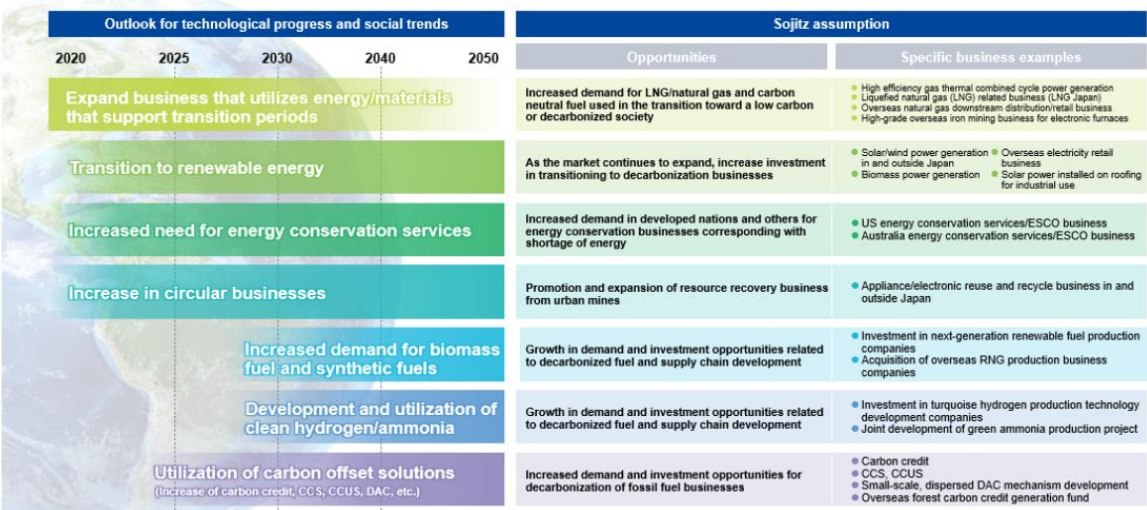 Outlook for technological progress and social trends
Sojitz assumption
2020 2025 2030 2040 2050
Opportunities
Specific business examples
Expand business that utilizes energy/materials
that support transition periods
Increased demand for LNG/natural gas and carbon
neutral fuel used in the transition toward a low carbon
or decarbonized society
● High efficiency gas thermal combined cycle power generation
● Liquefied natural gas (LNG) related business (LNG Japan)
● Overseas natural gas downstream distribution/retail business
● High-grade overseas iron mining business for electronic furnaces
Transition to renewable energy
As the market continues to expand, increase investment
in transitioning to decarbonization businesses
● Solar/wind power generation
in and outside Japan
● Biomass power generation
● Overseas electricity retail
business
● Solar power installed on roofing
for industrial use
Increased need for energy conservation services
Increased demand in developed nations and others for
energy conservation businesses corresponding with
shortage of energy
● US energy conservation services/ESCO business
● Australia energy conservation services/ESCO business
Increase in circular businesses
Promotion and expansion of resource recovery business
from urban mines
● Appliance/electronic reuse and recycle business in and
outside Japan
Increased demand for biomass
fuel and synthetic fuels
Growth in demand and investment opportunities related
to decarbonized fuel and supply chain development
● Investment in next-generation renewable fuel production
companies
● Acquisition of overseas RNG production business
companies
Development and utilization of
clean hydrogen/ammonia
Growth in demand and investment opportunities related
to decarbonized fuel and supply chain development
● Investment in turquoise hydrogen production technology
development companies
● Joint development of green ammonia production project
Utilization of carbon offset solutions
(Increase of carbon credit, CCS, CCUS, DAC, etc.)
Increased demand and investment opportunities for
decarbonization of fossil fuel businesses
● Carbon credit
● CCS, CCUS
● Small-scale, dispersed DAC mechanism development
● Overseas forest carbon credit generation fund